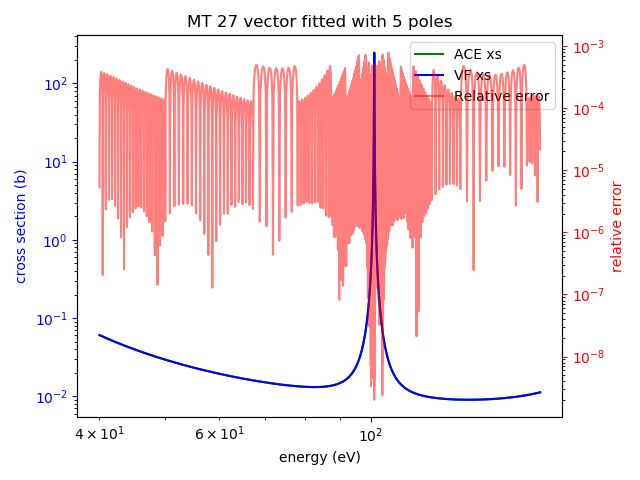 MT 27 vector fitted with 5 poles
ACE xs
VF xs
Relative error
cross section (b)
10²
10¹
10⁰
10⁻¹
10⁻²
10⁻³
10⁻⁴
10⁻⁵
10⁻⁶
10⁻⁷
10⁻⁸
relative error
4 × 10¹
6 × 10¹
10²
energy (eV)